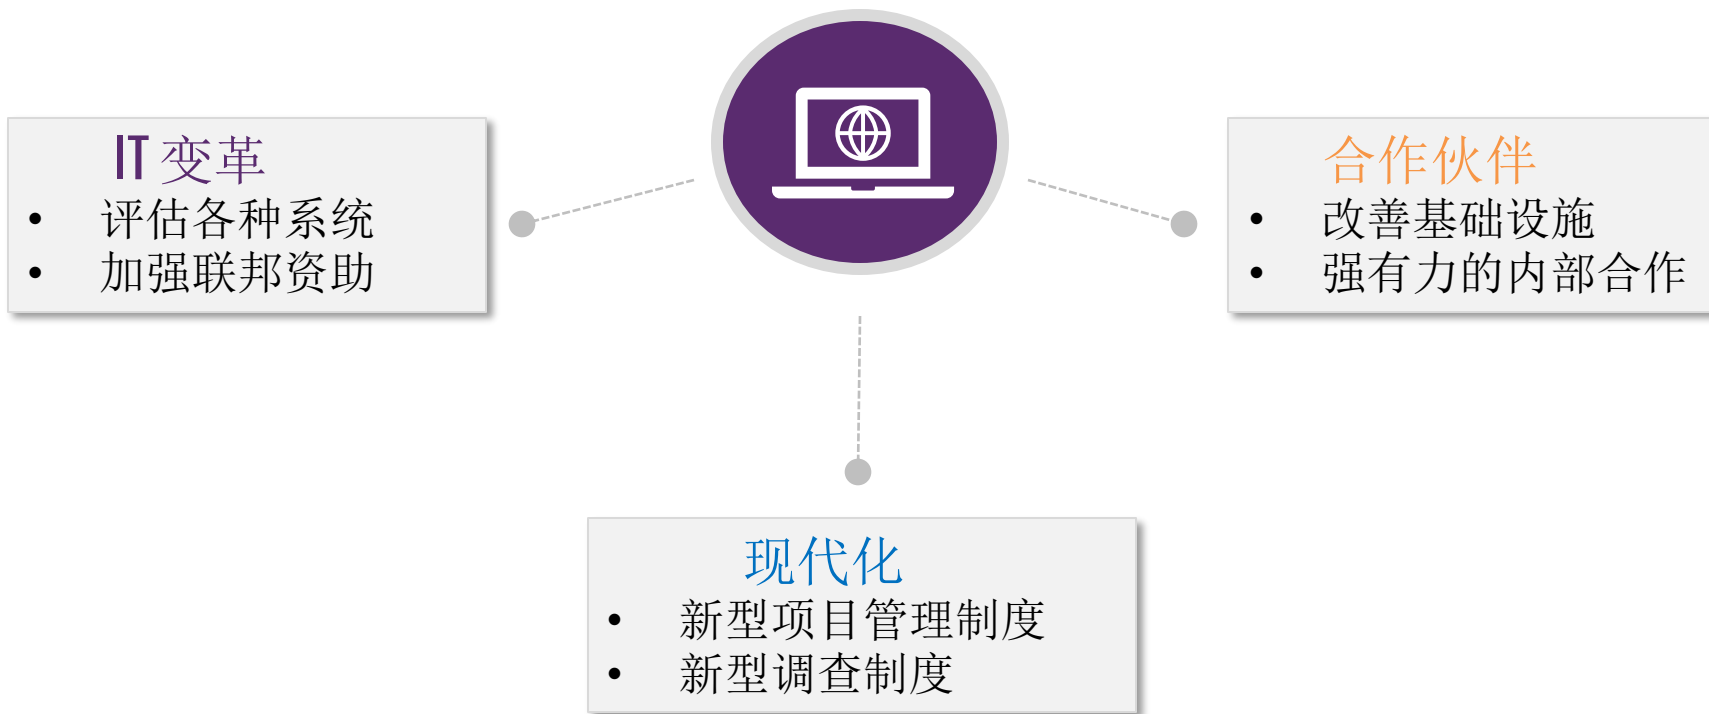 IT 变革
• 评估各种系统
• 加强联邦资助
合作伙伴
• 改善基础设施
• 强有力的内部合作
现代化
• 新型项目管理制度
• 新型调查制度